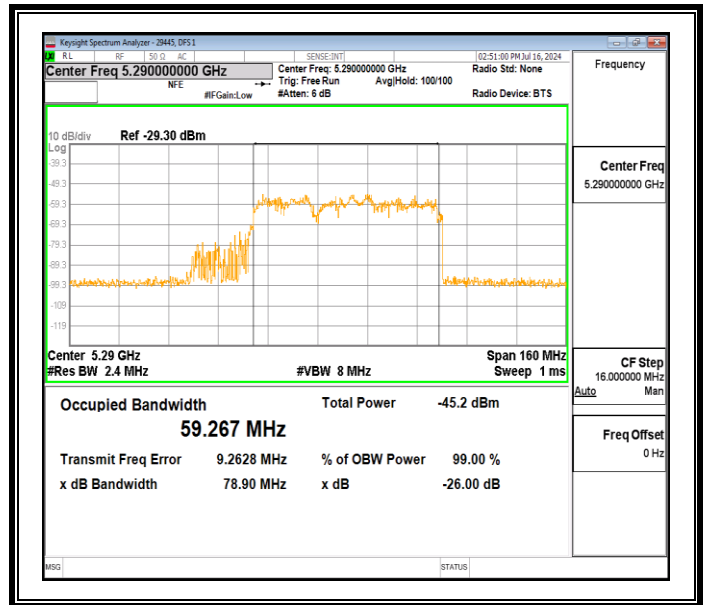 Keysight Spectrum Analyzer - 29445, DFS 1
RL RF 50 Ω AC SENSE:INT 02:51:00 PM Jul 16, 2024
Center Freq 5.290000000 GHz
NFE
#IFGain:Low
Center Freq: 5.290000000 GHz
Trig: Free Run Avg|Hold: 100/100
#Atten: 6 dB
Radio Std: None
Radio Device: BTS
10 dB/div Ref -29.30 dBm
Log
-39.3
-49.3
-59.3
-69.3
-79.3
-89.3
-99.3
-109
-119
Center 5.29 GHz Span 160 MHz
#Res BW 2.4 MHz #VBW 8 MHz Sweep 1 ms
Occupied Bandwidth Total Power -45.2 dBm
59.267 MHz
Transmit Freq Error 9.2628 MHz % of OBW Power 99.00 %
x dB Bandwidth 78.90 MHz x dB -26.00 dB
MSG STATUS
Frequency
Center Freq
5.290000000 GHz
CF Step
16.000000 MHz
Auto Man
Freq Offset
0 Hz